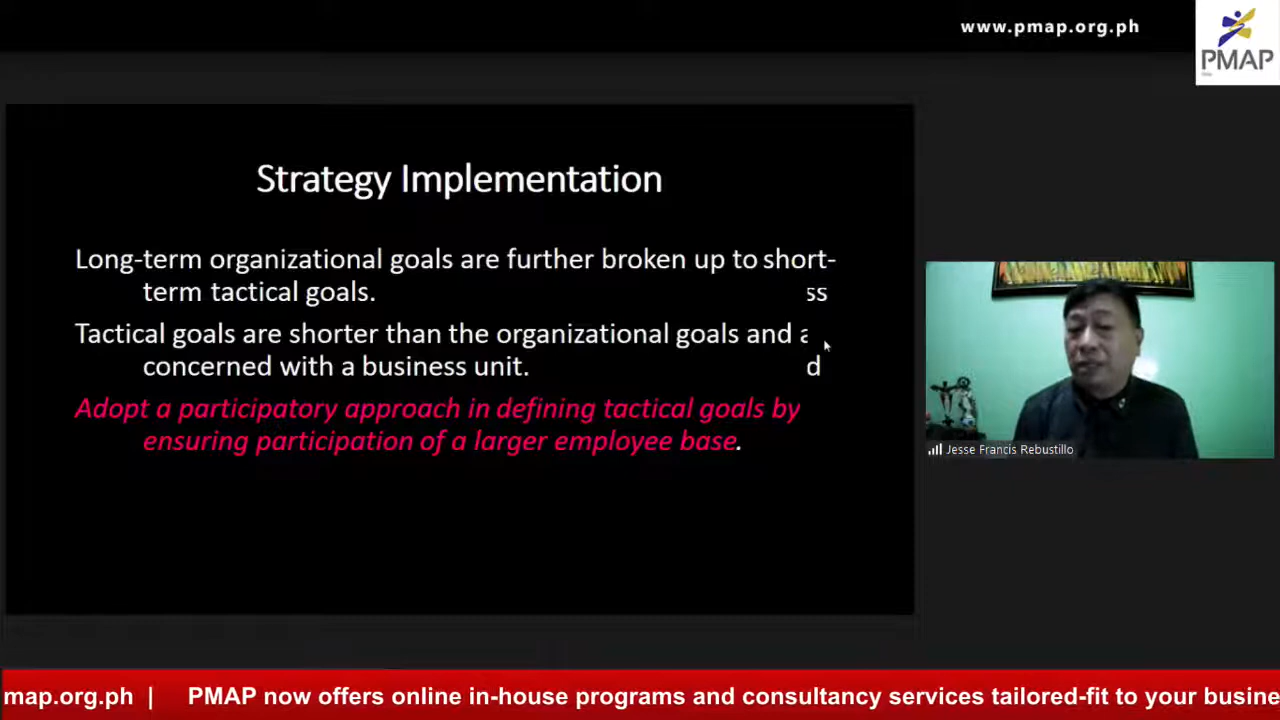 www.pmap.org.ph
PMAP
Strategy Implementation
Long-term organizational goals are further broken up to short-
term tactical goals.
ss
Tactical goals are shorter than the organizational goals and a
concerned with a business unit.
d
Adopt a participatory approach in defining tactical goals by
ensuring participation of a larger employee base.
Jesse Francis Rebustillo
map.org.ph | PMAP now offers online in-house programs and consultancy services tailored-fit to your busine